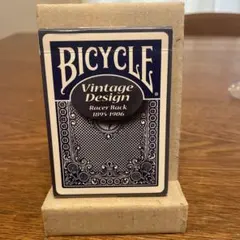 BICYCLE
Vintage
Design
Racer Back
1895-1906